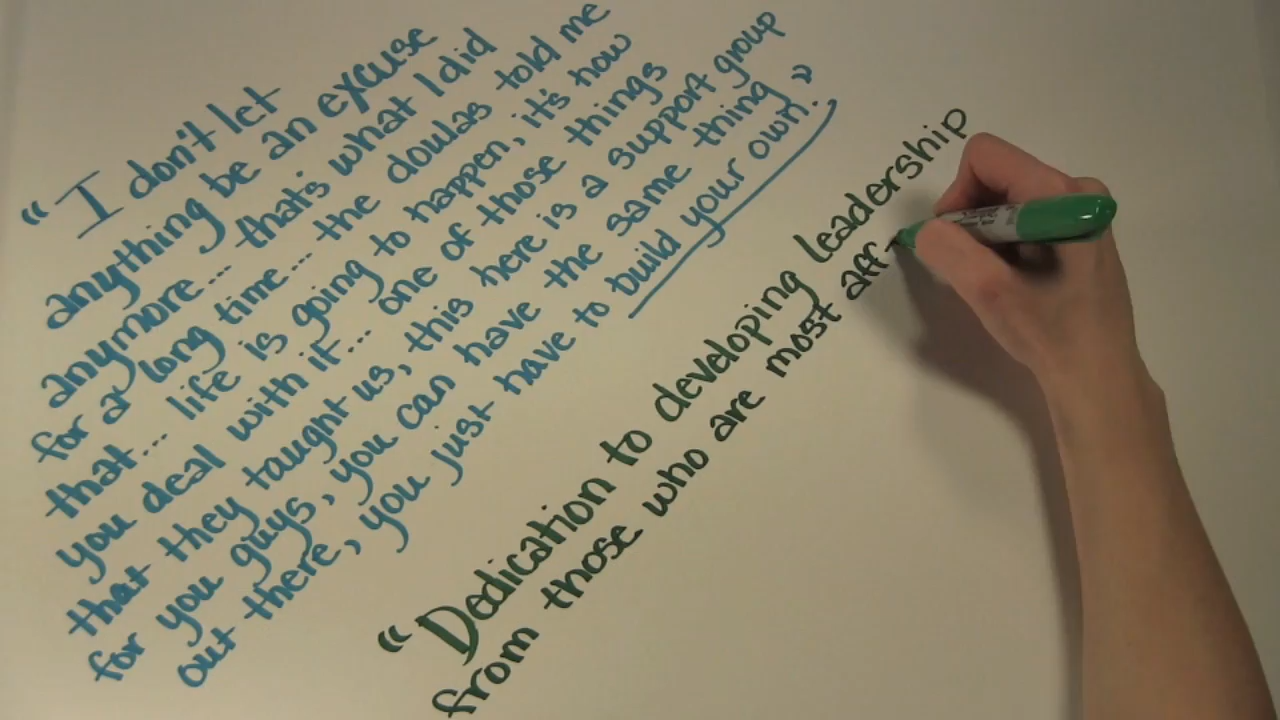 “I don't let
anything be an excuse
anymore... that's what I did
for a long time... the doulas told me
that... life is going to happen, it's how
you deal with it... one of those things
that they taught us, this here is a support group
for you guys, you can have the same thing
out there, you just have to build your own.”
“Dedication to developing leadership
from those who are most aff